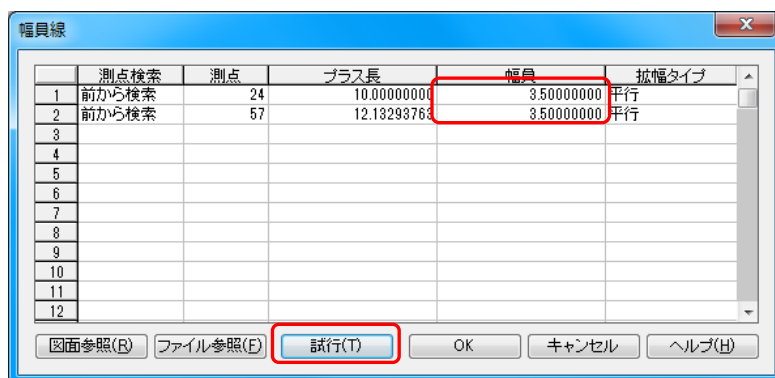 幅員線
測点検索 測点 プラス長 幅員 拡幅タイプ
1 前から検索 24 10.00000000 3.50000000 平行
2 前から検索 57 12.13293763 3.50000000 平行
3
4
5
6
7
8
9
10
11
12
図面参照(R) ファイル参照(F) 試行(T) OK キャンセル ヘルプ(H)